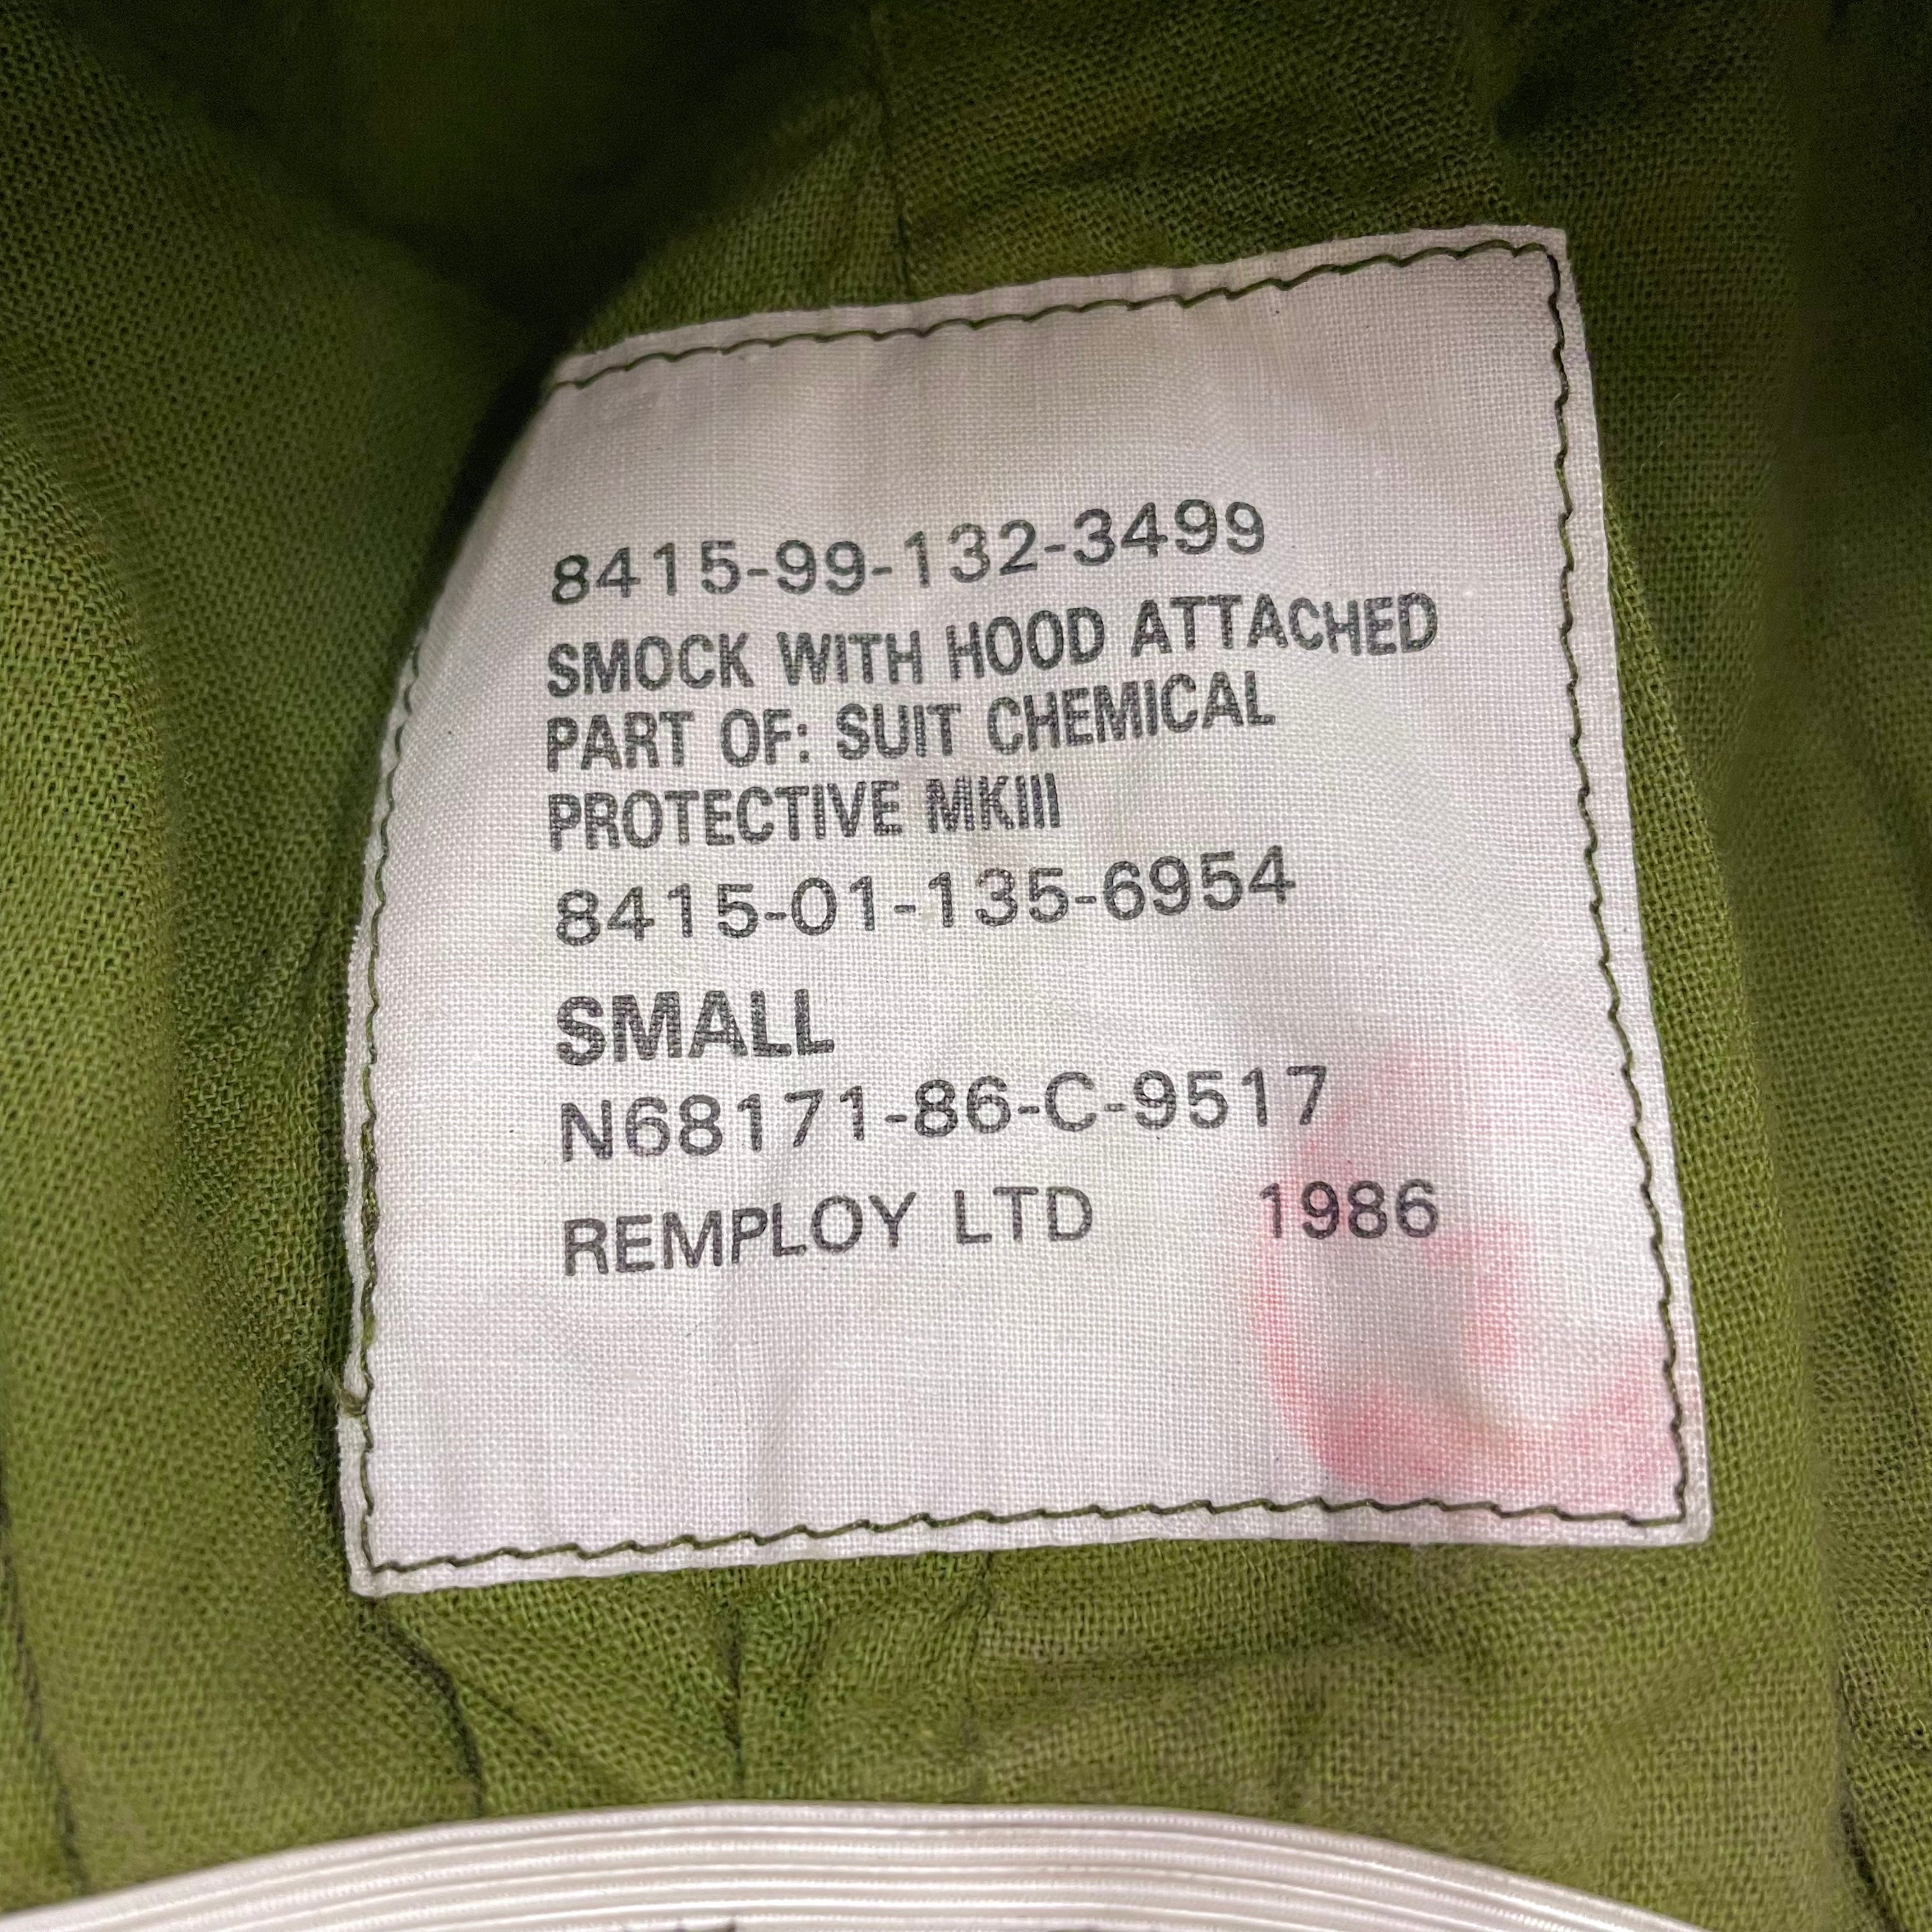 8415-99-132-3499
SMOCK WITH HOOD ATTACHED
PART OF: SUIT CHEMICAL
PROTECTIVE MKIII
8415-01-135-6954
SMALL
N68171-86-C-9517
REMPLOY LTD 1986